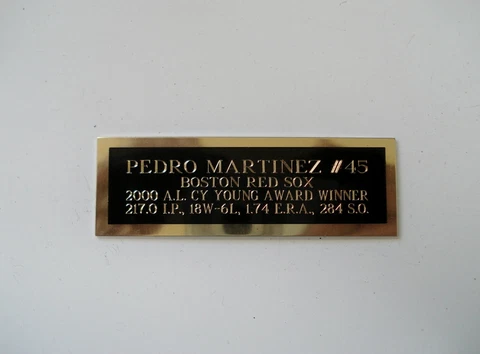 PEDRO MARTINEZ #45
BOSTON RED SOX
2000 A.L. CY YOUNG AWARD WINNER
217.0 I.P., 18W-6L, 1.74 E.R.A., 284 S.O.